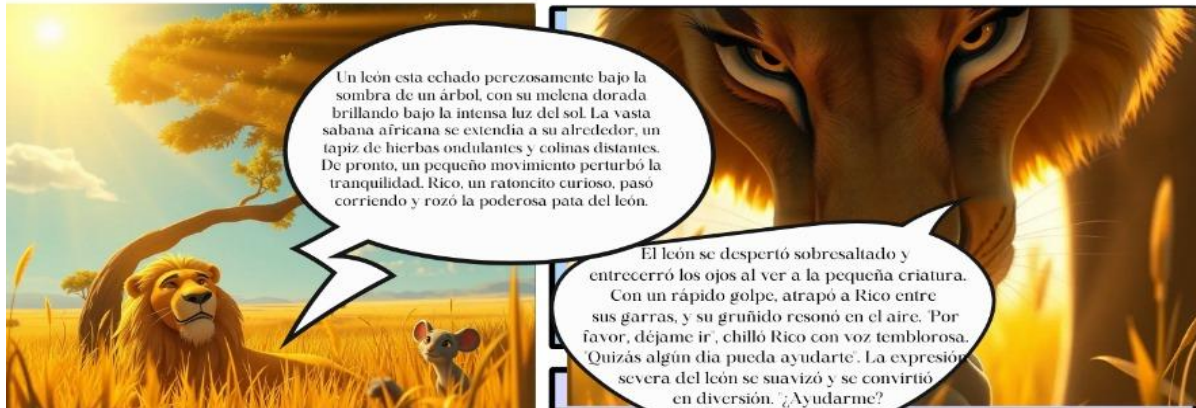 Un león esta echado perezosamente bajo la
sombra de un árbol, con su melena dorada
brillando bajo la intensa luz del sol. La vasta
sabana africana se extendia a su alrededor, un
tapiz de hierbas ondulantes y colinas distantes.
De pronto, un pequeño movimiento perturbó la
tranquilidad. Rico, un ratoncito curioso, pasó
corriendo y rozó la poderosa pata del león.
El león se despertó sobresaltado y
entrecerró los ojos al ver a la pequeña criatura.
Con un rápido golpe, atrapó a Rico entre
sus garras, y su gruñido resonó en el aire. "Por
favor, déjame ir", chilló Rico con voz temblorosa.
"Quizás algún dia pueda ayudarte". La expresión
severa del león se suavizó y se convirtió
en diversión. "¿Ayudarme?